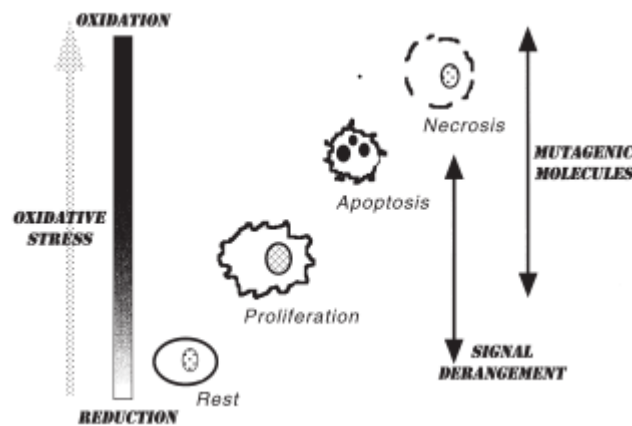 OXIDATION
Necrosis
MUTAGENIC
MOLECULES
Apoptosis
OXIDATIVE
STRESS
Proliferation
SIGNAL
DERANGEMENT
Rest
REDUCTION